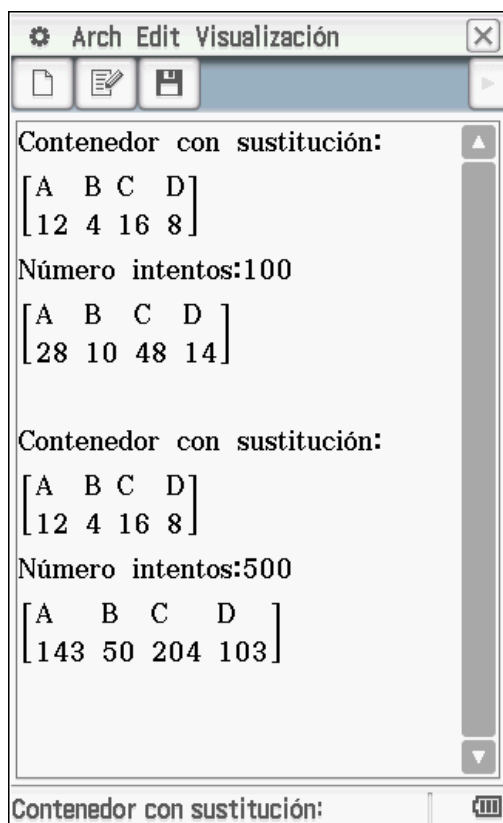 Arch Edit Visualización
Contenedor con sustitución:
A B C D
12 4 16 8
Número intentos:100
A B C D
28 10 48 14
Contenedor con sustitución:
A B C D
12 4 16 8
Número intentos:500
A B C D
143 50 204 103
Contenedor con sustitución: